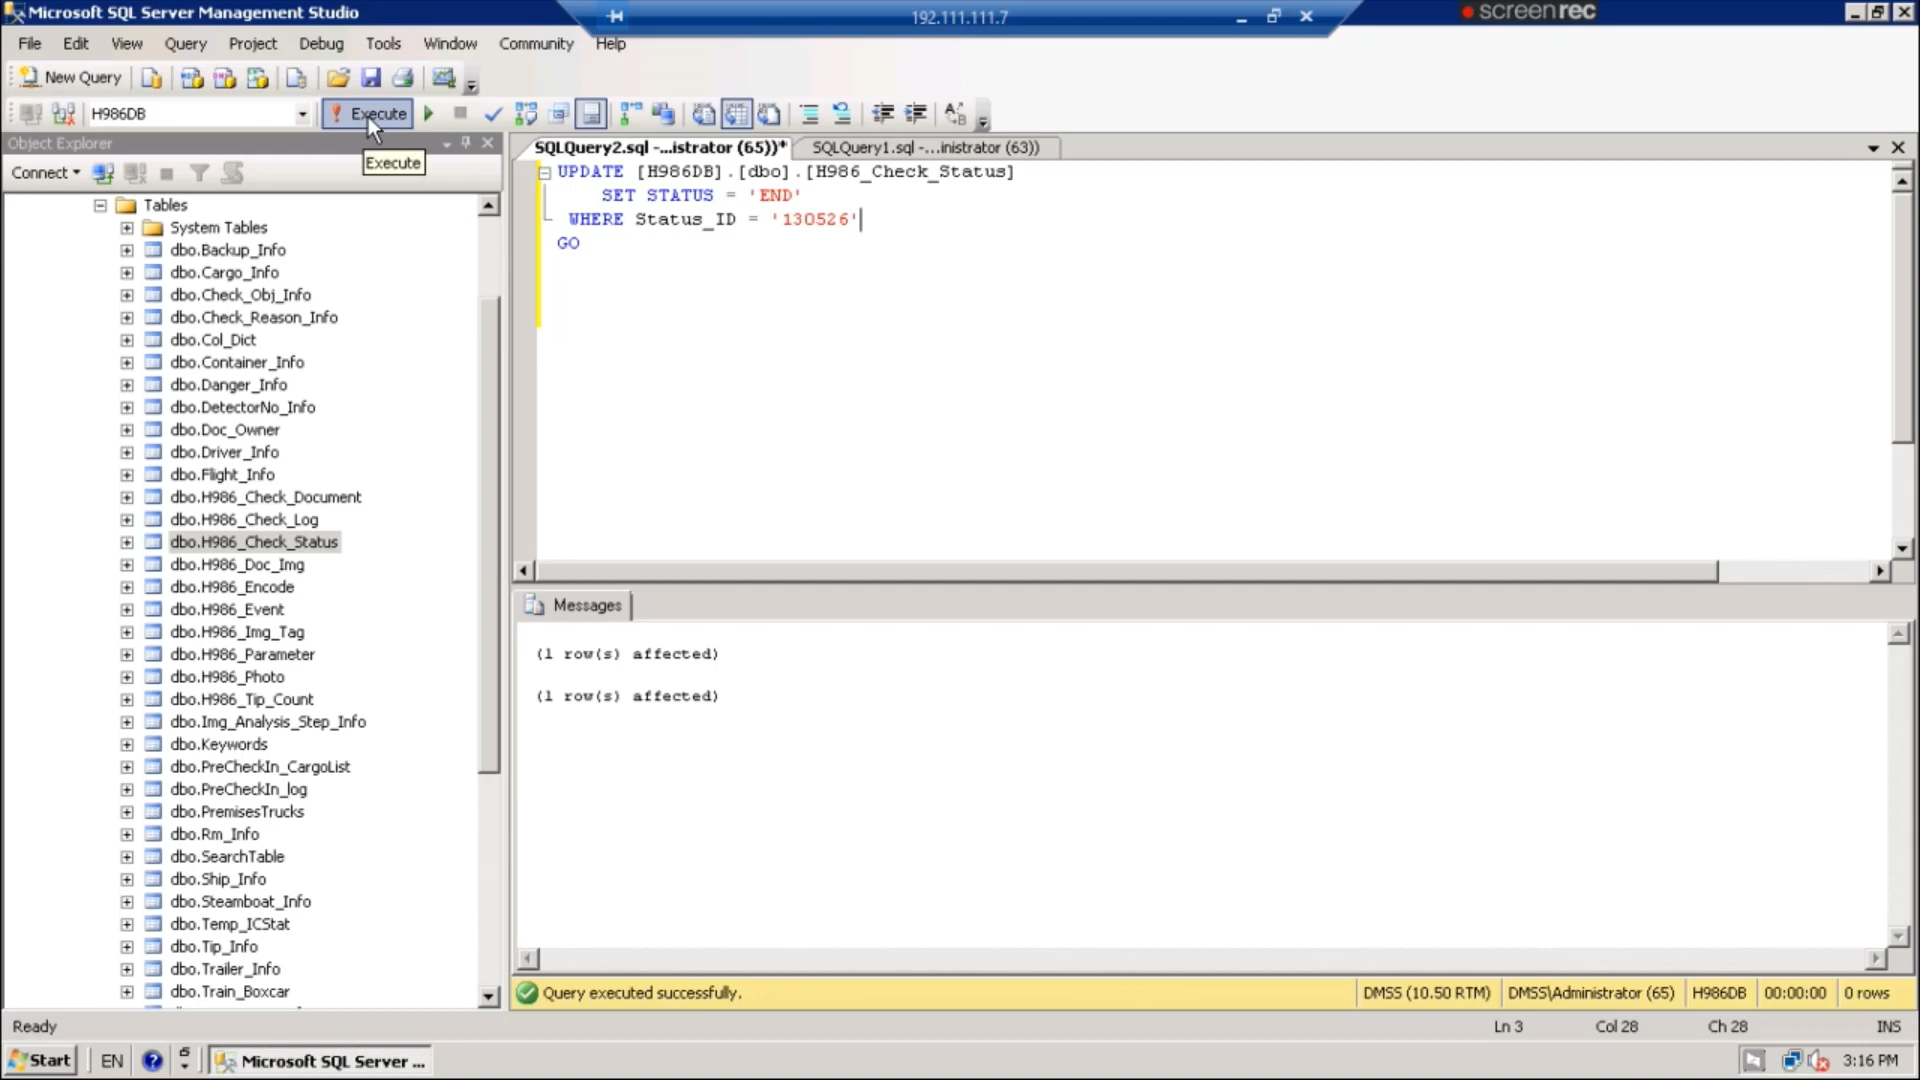 Microsoft SQL Server Management Studio
192.111.111.7
screenrec
File Edit View Query Project Debug Tools Window Community Help
New Query
H986DB
Execute
Object Explorer
Execute
Connect
Tables
System Tables
dbo.Backup_Info
dbo.Cargo_Info
dbo.Check_Obj_Info
dbo.Check_Reason_Info
dbo.Col_Dict
dbo.Container_Info
dbo.Danger_Info
dbo.DetectorNo_Info
dbo.Doc_Owner
dbo.Driver_Info
dbo.Flight_Info
dbo.H986_Check_Document
dbo.H986_Check_Log
dbo.H986_Check_Status
dbo.H986_Doc_Img
dbo.H986_Encode
dbo.H986_Event
dbo.H986_Img_Tag
dbo.H986_Parameter
dbo.H986_Photo
dbo.H986_Tip_Count
dbo.Img_Analysis_Step_Info
dbo.Keywords
dbo.PreCheckIn_CargoList
dbo.PreCheckIn_log
dbo.PremisesTrucks
dbo.Rm_Info
dbo.SearchTable
dbo.Ship_Info
dbo.Steamboat_Info
dbo.Temp_ICStat
dbo.Tip_Info
dbo.Trailer_Info
dbo.Train_Boxcar
SQLQuery2.sql -...istrator (65))*
SQLQuery1.sql -...inistrator (63))
UPDATE [H986DB].[dbo].[H986_Check_Status]
SET STATUS = 'END'
WHERE Status_ID = '130526'
GO
Messages
(1 row(s) affected)
(1 row(s) affected)
Query executed successfully.
DMSS (10.50 RTM)
DMSS\Administrator (65)
H986DB
00:00:00
0 rows
Ready
Ln 3
Col 28
Ch 28
INS
Start
EN
Microsoft SQL Server ...
3:16 PM